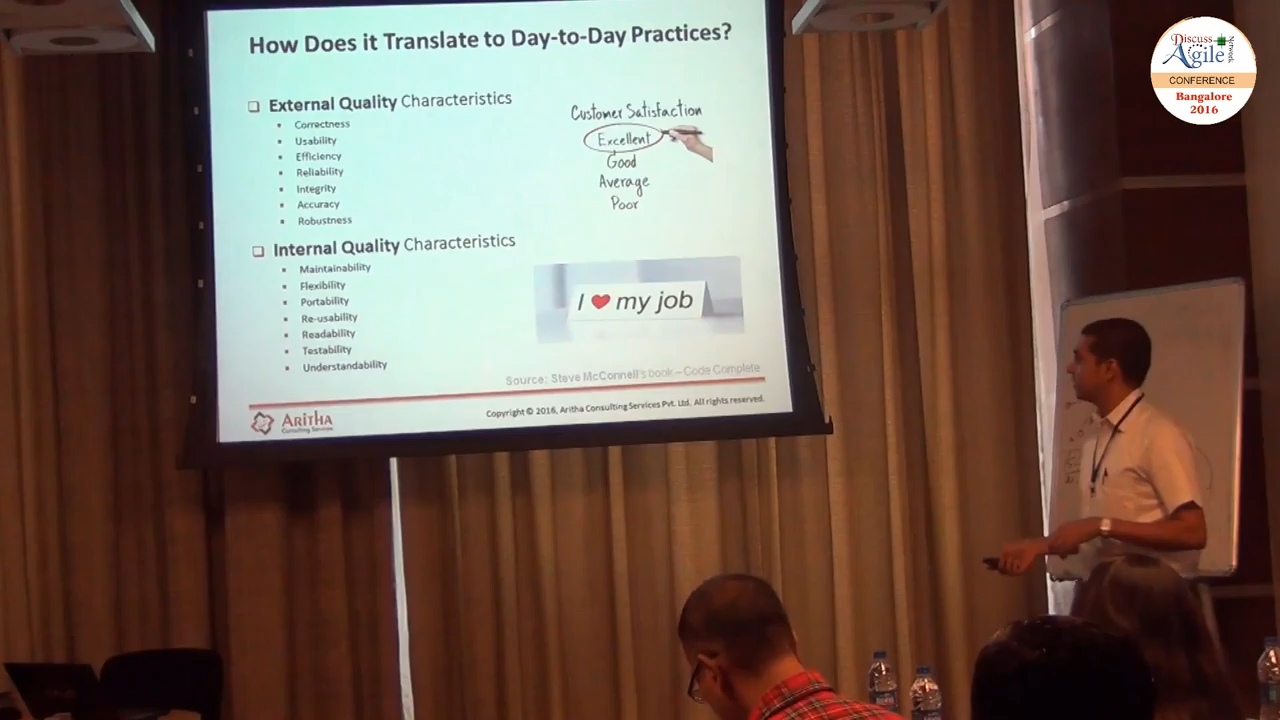 How Does it Translate to Day-to-Day Practices?
External Quality Characteristics
Correctness
Usability
Efficiency
Reliability
Integrity
Accuracy
Robustness
Internal Quality Characteristics
Maintainability
Flexibility
Portability
Re-usability
Readability
Testability
Understandability
Customer Satisfaction
Excellent
Good
Average
Poor
I ♥ my job
Source: Steve McConnell's book – Code Complete
ARITHA
Consulting Services
Copyright © 2016, Aritha Consulting Services Pvt. Ltd. All rights reserved.
Discuss
Agile
Network
CONFERENCE
Bangalore
2016